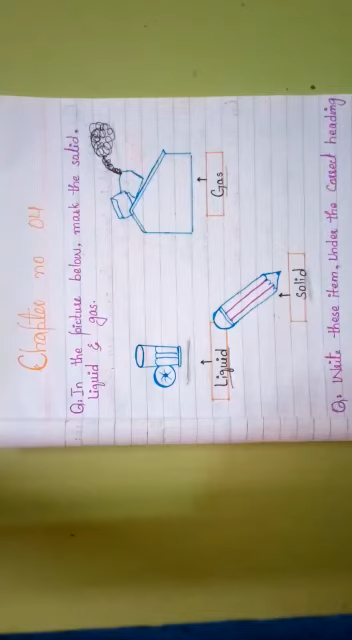 Chapter no 04
Q:In the picture below, mark the solid,
Liquid & gas.
Liquid
Solid
Gas
Q: Write these item, Under the Correct heading